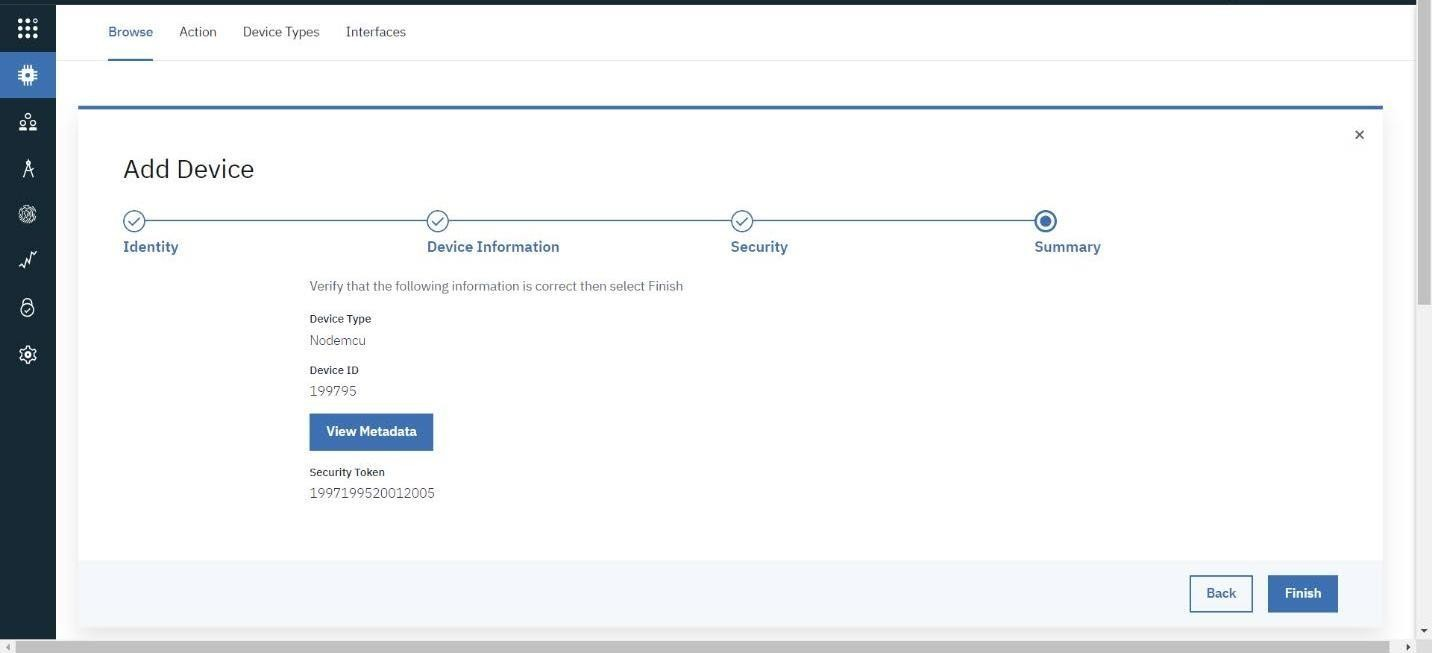 Browse Action Device Types Interfaces
Add Device
Identity Device Information Security Summary
Verify that the following information is correct then select Finish
Device Type
Nodemcu
Device ID
199795
View Metadata
Security Token
1997199520012005
Back Finish